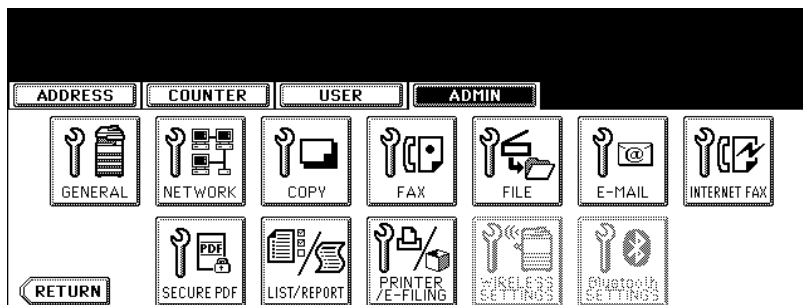 ADDRESS COUNTER USER ADMIN
GENERAL NETWORK COPY FAX FILE E-MAIL INTERNET FAX
PDF
SECURE PDF LIST/REPORT PRINTER WIRELESS Bluetooth
/E-FILING SETTINGS SETTINGS
RETURN